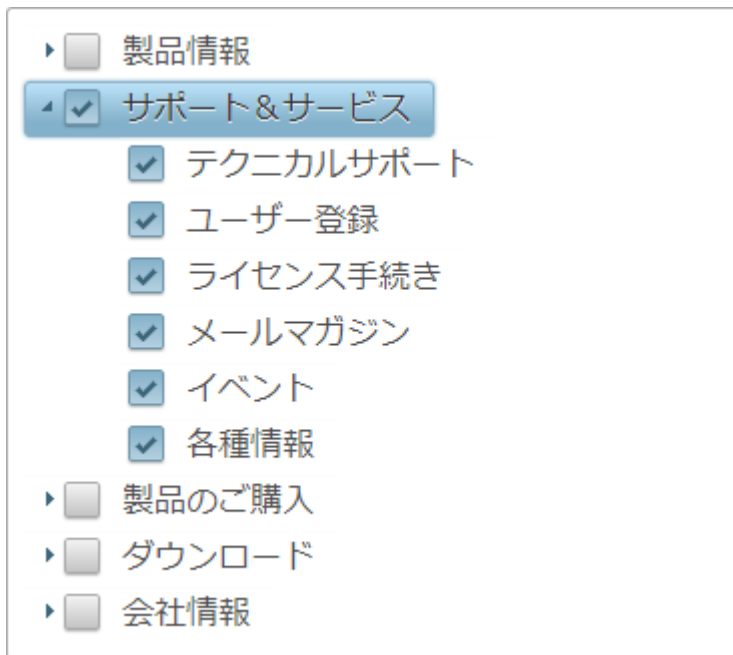 製品情報
サポート＆サービス
テクニカルサポート
ユーザー登録
ライセンス手続き
メールマガジン
イベント
各種情報
製品のご購入
ダウンロード
会社情報